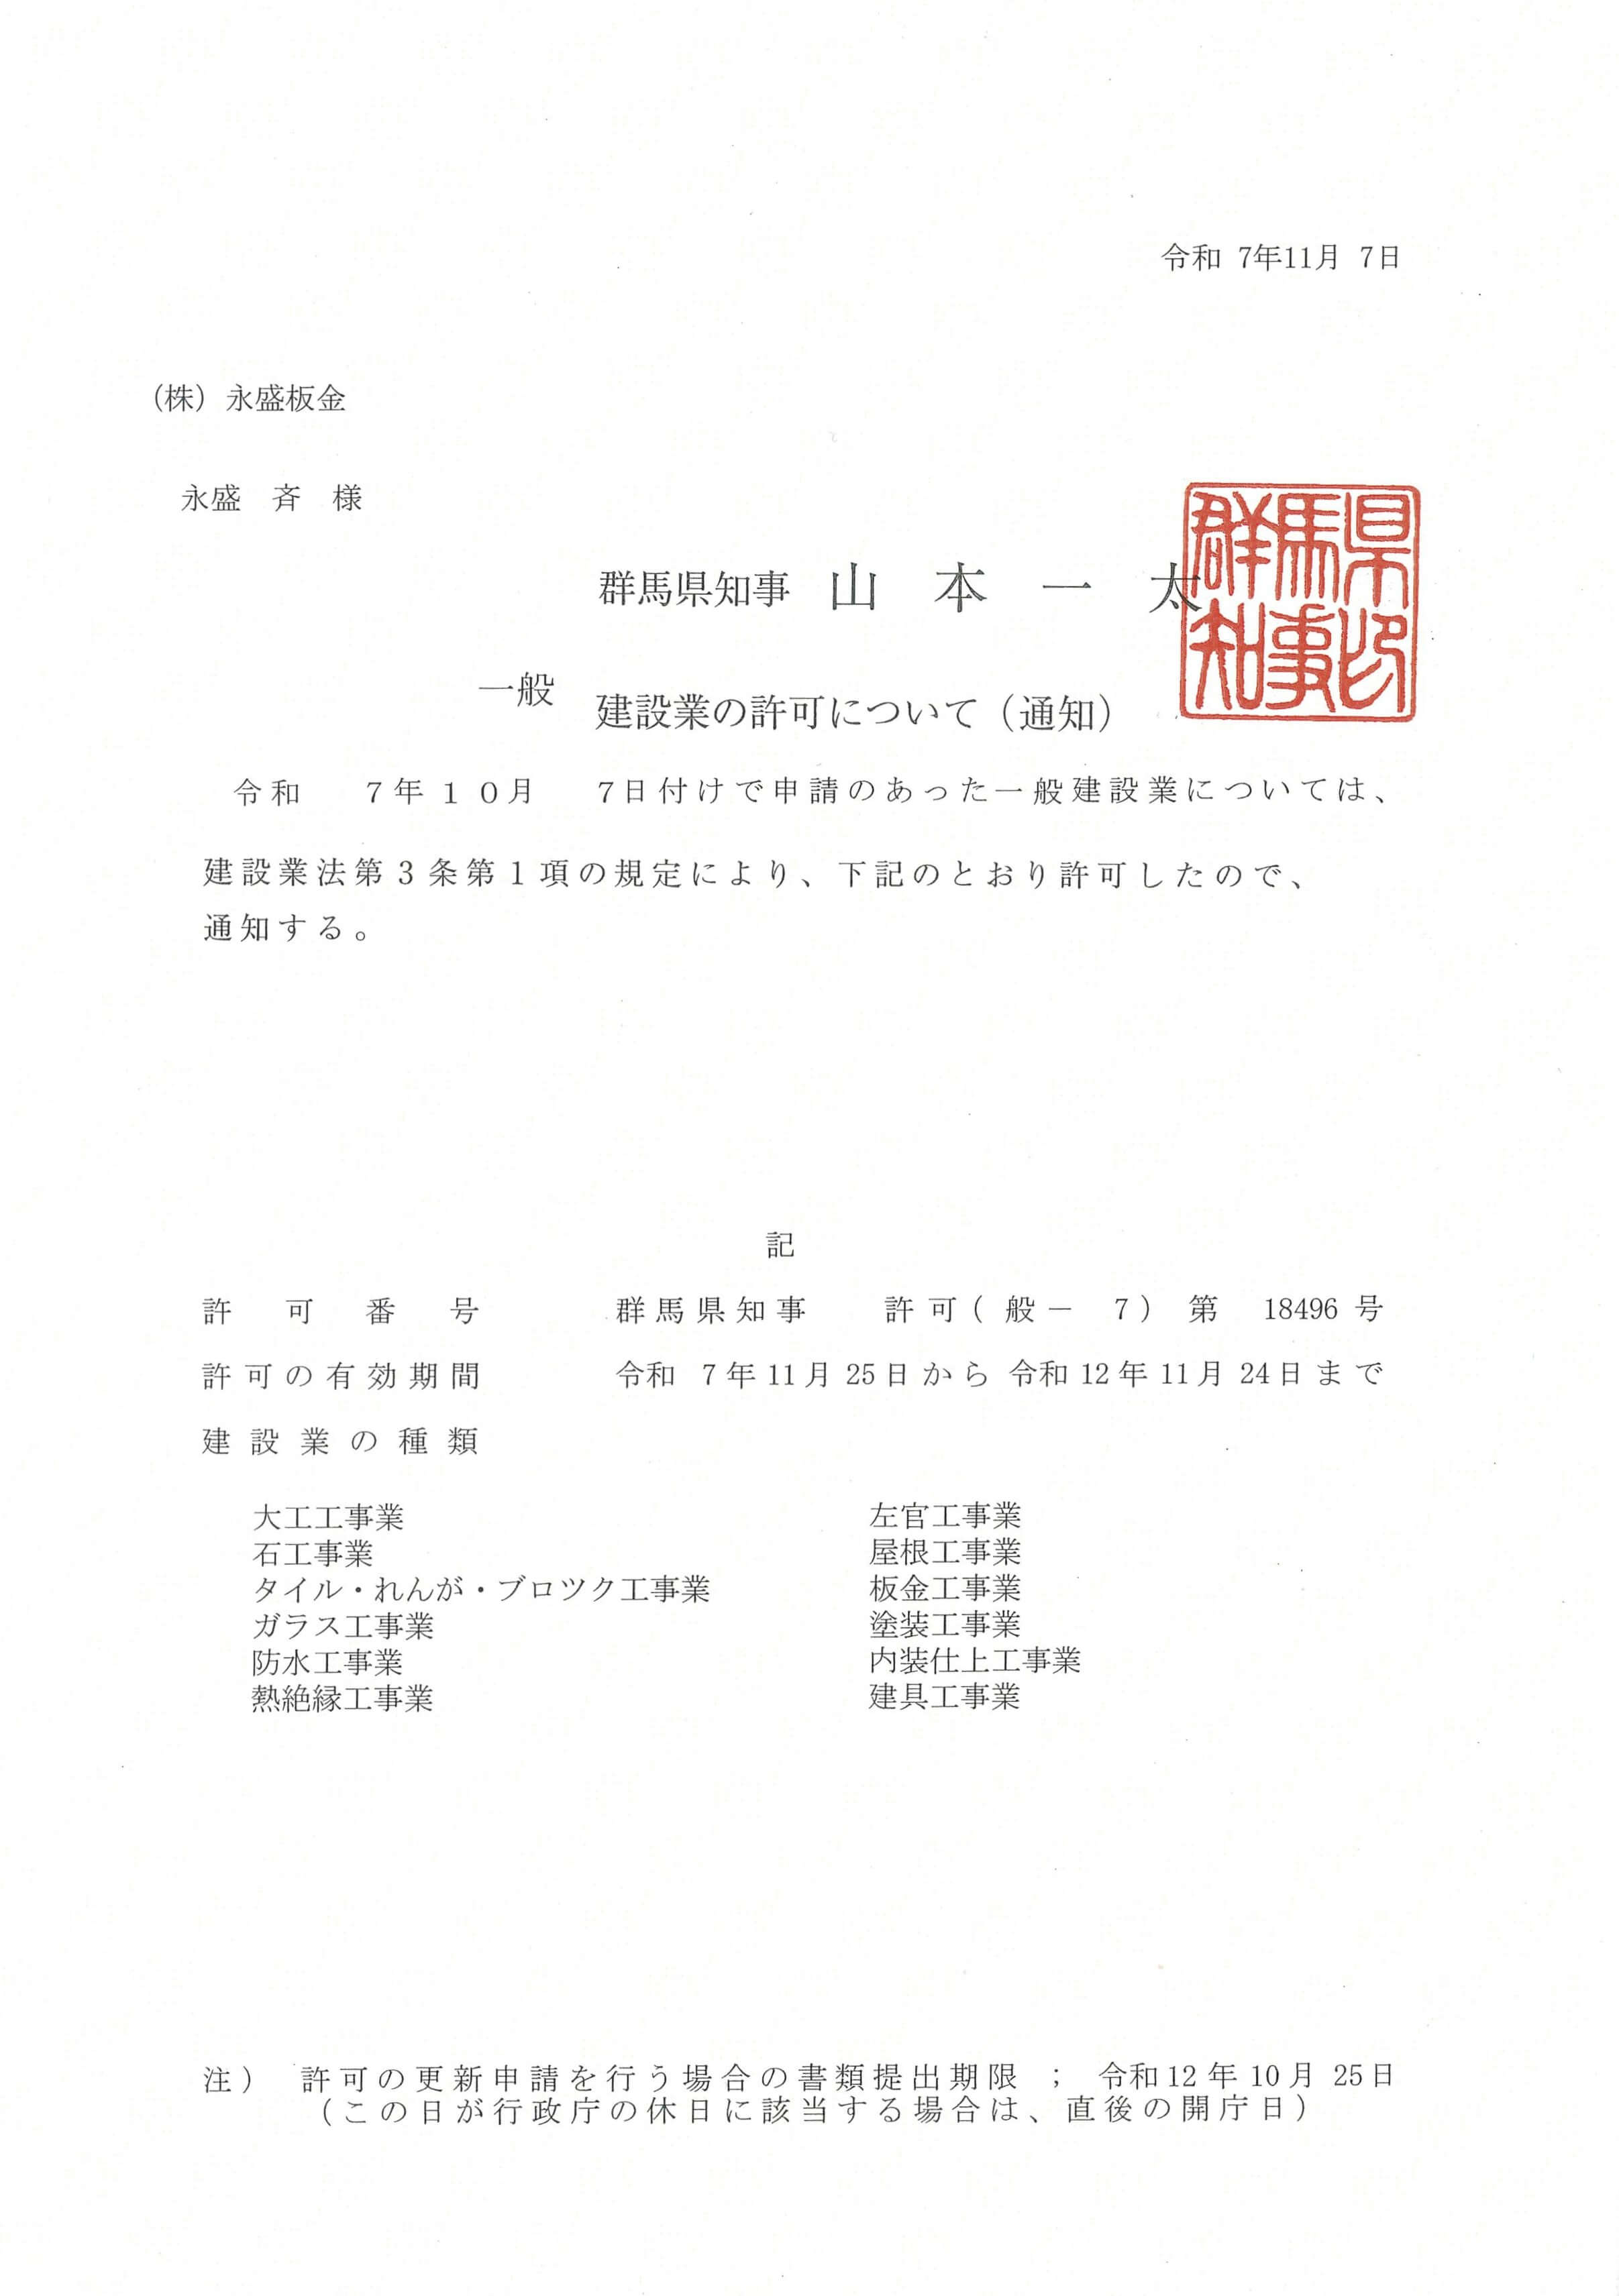 令和 7年11月 7日
(株) 永盛板金
永盛 斉 様
群馬県知事 山 本 一 太
群馬県知事印
一般 建設業の許可について（通知）
令和 7年10月 7日付けで申請のあった一般建設業については、
建設業法第3条第1項の規定により、下記のとおり許可したので、
通知する。
記
許可番号 群馬県知事 許可(般－ 7) 第 18496 号
許可の有効期間 令和 7年11月25日から 令和12年11月24日まで
建設業の種類
大工工事業 左官工事業
石工事業 屋根工事業
タイル・れんが・ブロツク工事業 板金工事業
ガラス工事業 塗装工事業
防水工事業 内装仕上工事業
熱絶縁工事業 建具工事業
注) 許可の更新申請を行う場合の書類提出期限 ; 令和12年10月25日
(この日が行政庁の休日に該当する場合は、直後の開庁日)